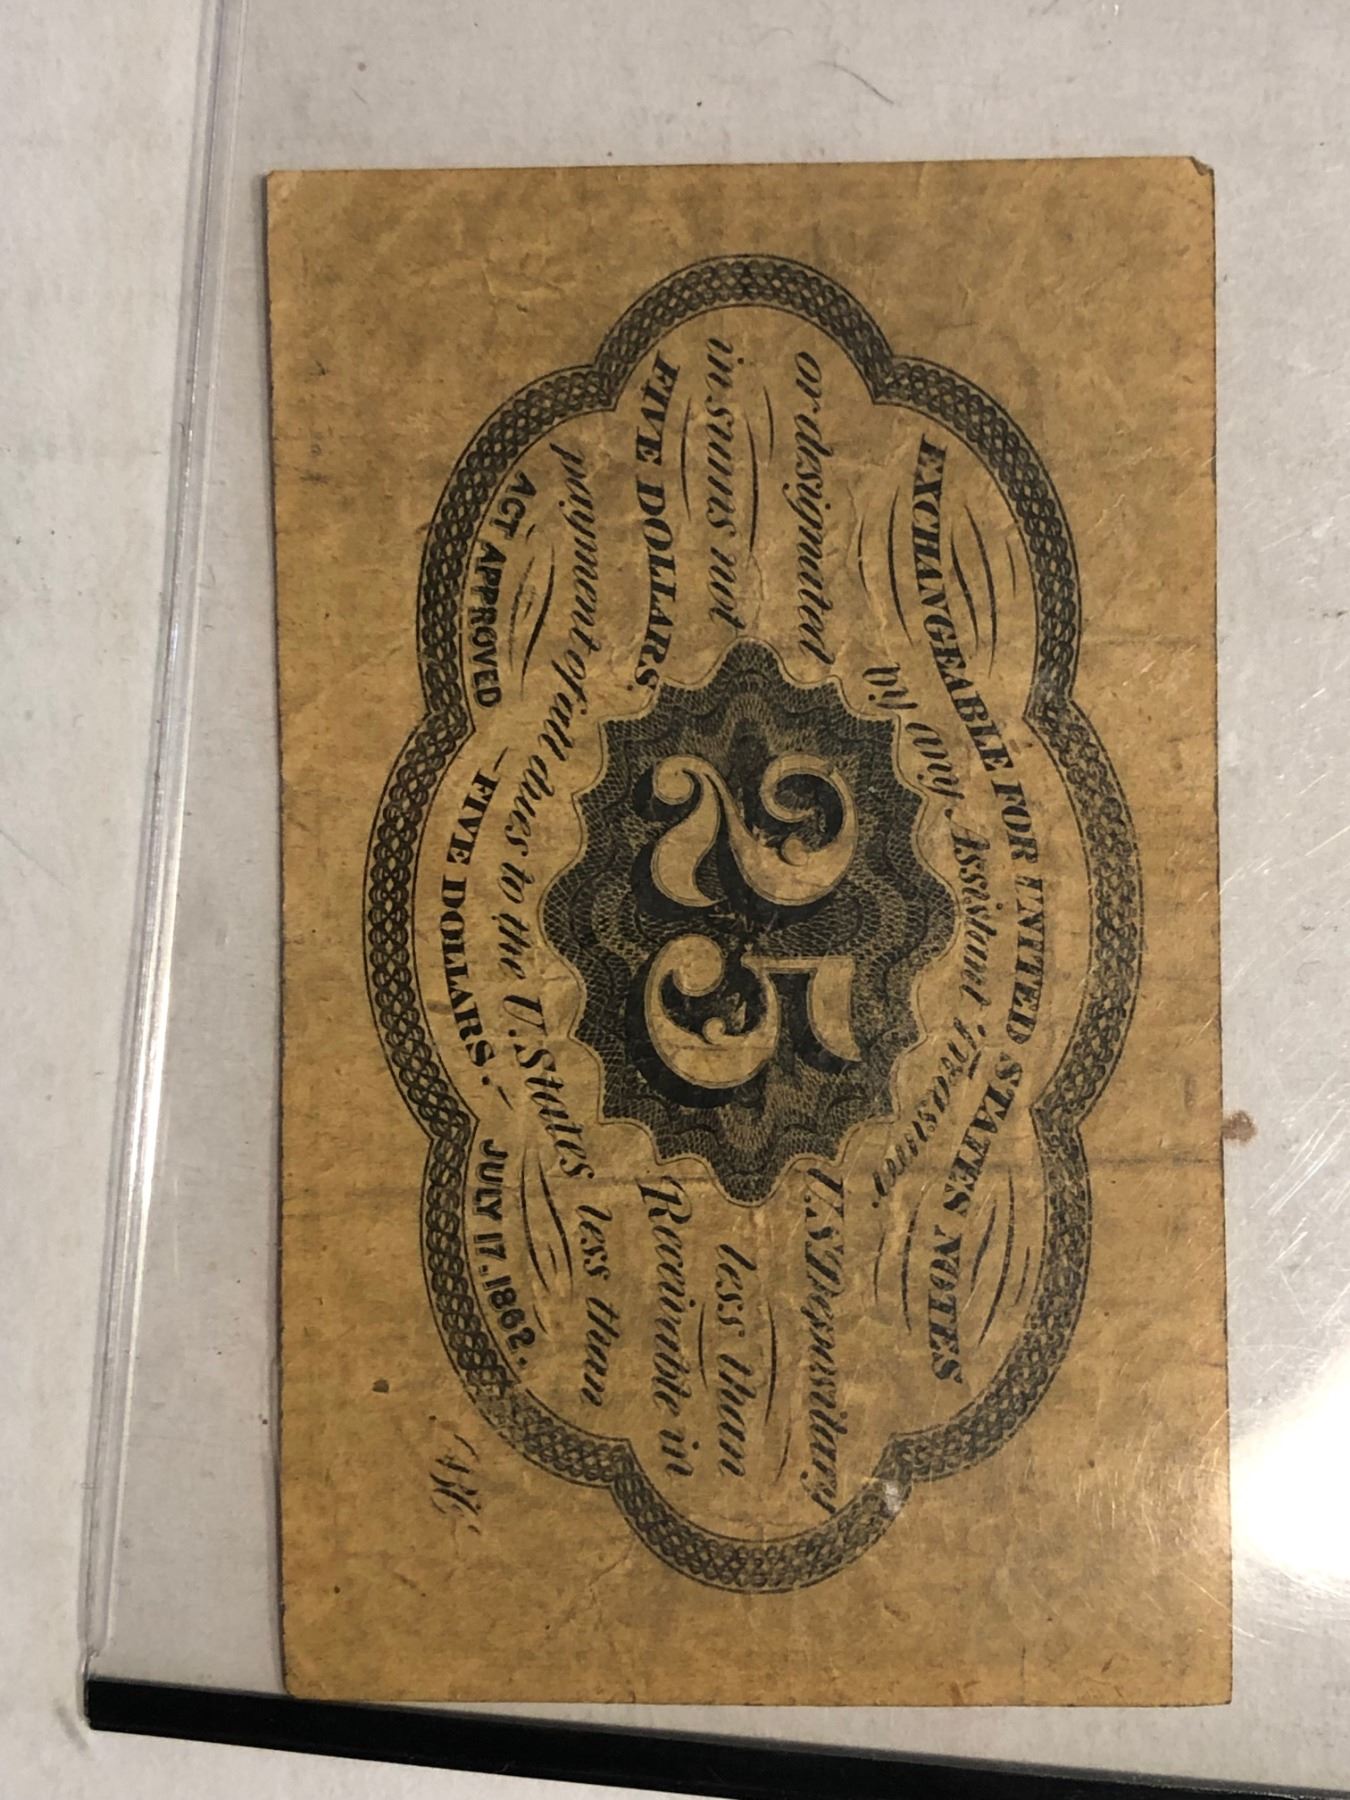 EXCHANGEABLE FOR UNITED STATES NOTES
by any Assistant Treasurer,
or designated U.S. Depositary
in sums not less than
25
FIVE DOLLARS. Receivable in
payment of all dues to the U. States less than
FIVE DOLLARS.
ACT APPROVED JULY 17. 1862.